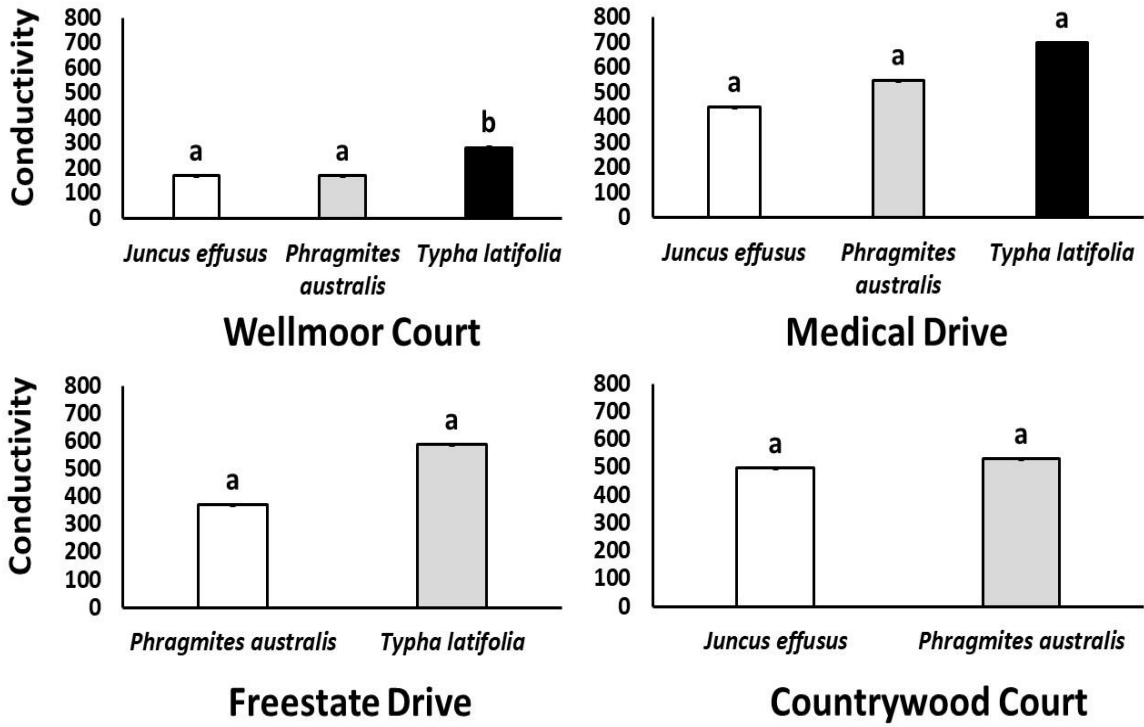 Conductivity
800
700
600
500
400
300
200
100
0
a
a
b
Juncus effusus
Phragmites
australis
Typha latifolia
Wellmoor Court
800
700
600
500
400
300
200
100
0
a
a
a
Juncus effusus
Phragmites
australis
Typha latifolia
Medical Drive
Conductivity
800
700
600
500
400
300
200
100
0
a
a
Phragmites australis
Typha latifolia
Freestate Drive
800
700
600
500
400
300
200
100
0
a
a
Juncus effusus
Phragmites australis
Countrywood Court